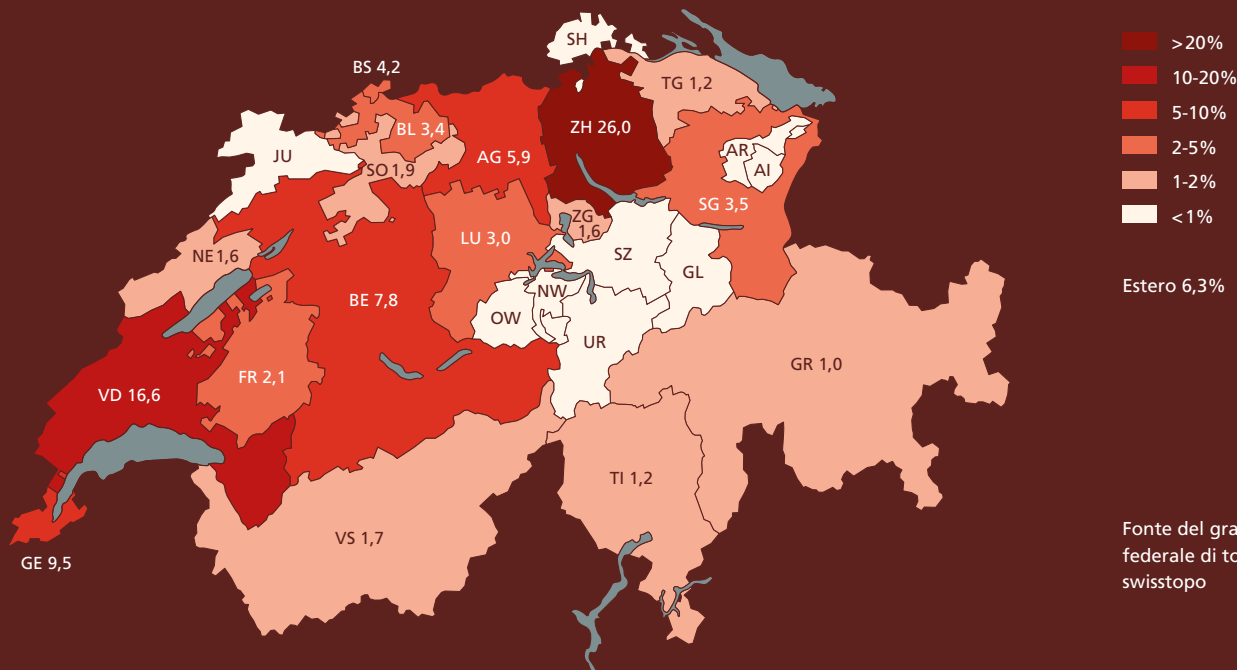 SH
BS 4,2
TG 1,2
BL 3,4
ZH 26,0
JU
AG 5,9
AR
AI
SO 1,9
SG 3,5
ZG
1,6
LU 3,0
NE 1,6
SZ
GL
NW
BE 7,8
OW
UR
GR 1,0
FR 2,1
VD 16,6
TI 1,2
VS 1,7
GE 9,5
>20%
10-20%
5-10%
2-5%
1-2%
<1%
Estero 6,3%
Fonte del gra
federale di to
swisstopo